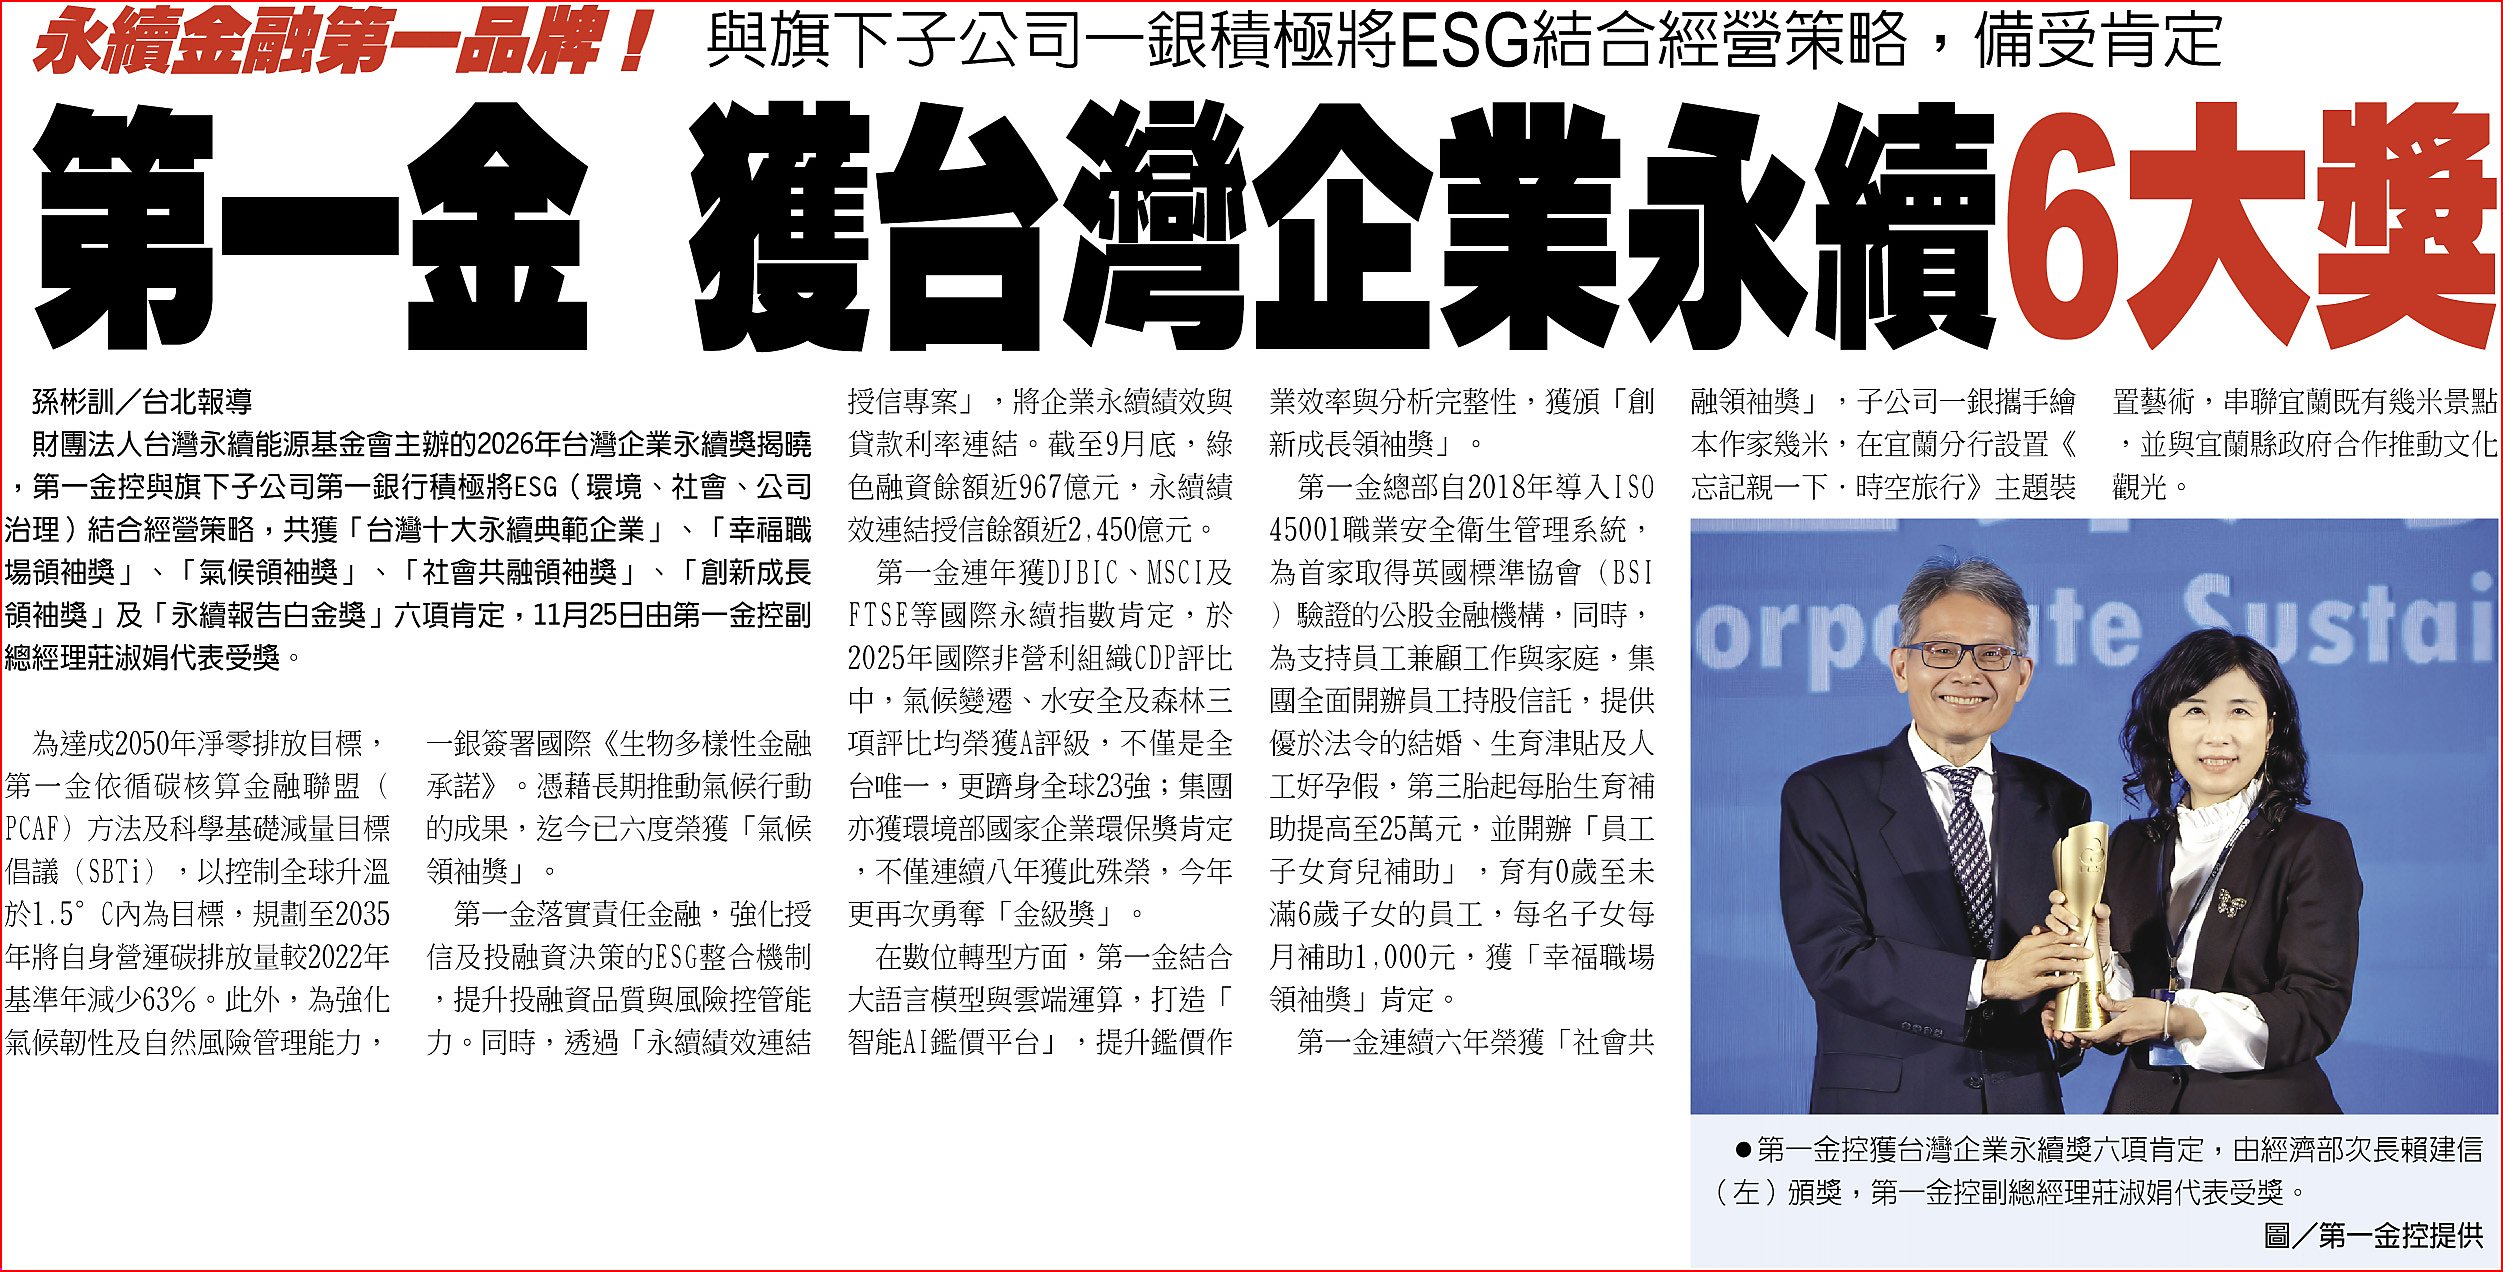 永續金融第一品牌！ 與旗下子公司一銀積極將ESG結合經營策略，備受肯定
第一金 獲台灣企業永續6大獎
孫彬訓／台北報導
財團法人台灣永續能源基金會主辦的2026年台灣企業永續獎揭曉
，第一金控與旗下子公司第一銀行積極將ESG（環境、社會、公司
治理）結合經營策略，共獲「台灣十大永續典範企業」、「幸福職
場領袖獎」、「氣候領袖獎」、「社會共融領袖獎」、「創新成長
領袖獎」及「永續報告白金獎」六項肯定，11月25日由第一金控副
總經理莊淑娟代表受獎。
為達成2050年淨零排放目標，
第一金依循碳核算金融聯盟（
PCAF）方法及科學基礎減量目標
倡議（SBTi），以控制全球升溫
於1.5°C內為目標，規劃至2035
年將自身營運碳排放量較2022年
基準年減少63％。此外，為強化
氣候韌性及自然風險管理能力，
一銀簽署國際《生物多樣性金融
承諾》。憑藉長期推動氣候行動
的成果，迄今已六度榮獲「氣候
領袖獎」。
第一金落實責任金融，強化授
信及投融資決策的ESG整合機制
，提升投融資品質與風險控管能
力。同時，透過「永續績效連結
授信專案」，將企業永續績效與
貸款利率連結。截至9月底，綠
色融資餘額近967億元，永續績
效連結授信餘額近2,450億元。
第一金連年獲DJBIC、MSCI及
FTSE等國際永續指數肯定，於
2025年國際非營利組織CDP評比
中，氣候變遷、水安全及森林三
項評比均榮獲A評級，不僅是全
台唯一，更躋身全球23強；集團
亦獲環境部國家企業環保獎肯定
，不僅連續八年獲此殊榮，今年
更再次勇奪「金級獎」。
在數位轉型方面，第一金結合
大語言模型與雲端運算，打造「
智能AI鑑價平台」，提升鑑價作
業效率與分析完整性，獲頒「創
新成長領袖獎」。
第一金總部自2018年導入ISO
45001職業安全衛生管理系統，
為首家取得英國標準協會（BSI
）驗證的公股金融機構，同時，
為支持員工兼顧工作與家庭，集
團全面開辦員工持股信託，提供
優於法令的結婚、生育津貼及人
工好孕假，第三胎起每胎生育補
助提高至25萬元，並開辦「員工
子女育兒補助」，育有0歲至未
滿6歲子女的員工，每名子女每
月補助1,000元，獲「幸福職場
領袖獎」肯定。
第一金連續六年榮獲「社會共
融領袖獎」，子公司一銀攜手繪
本作家幾米，在宜蘭分行設置《
忘記親一下．時空旅行》主題裝
置藝術，串聯宜蘭既有幾米景點
，並與宜蘭縣政府合作推動文化
觀光。
orporate Sustai
●第一金控獲台灣企業永續獎六項肯定，由經濟部次長賴建信
（左）頒獎，第一金控副總經理莊淑娟代表受獎。
圖／第一金控提供